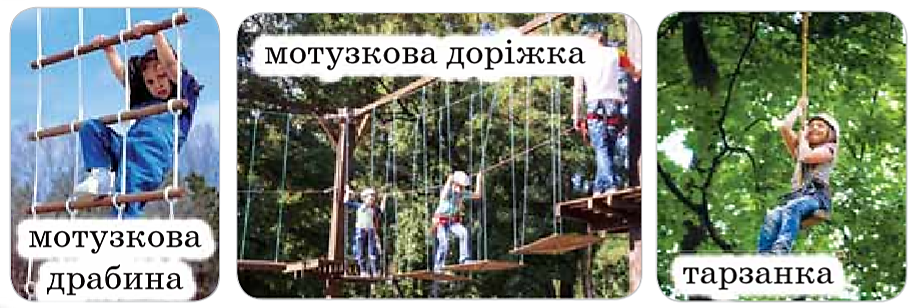 мотузкова
драбина
мотузкова доріжка
тарзанка